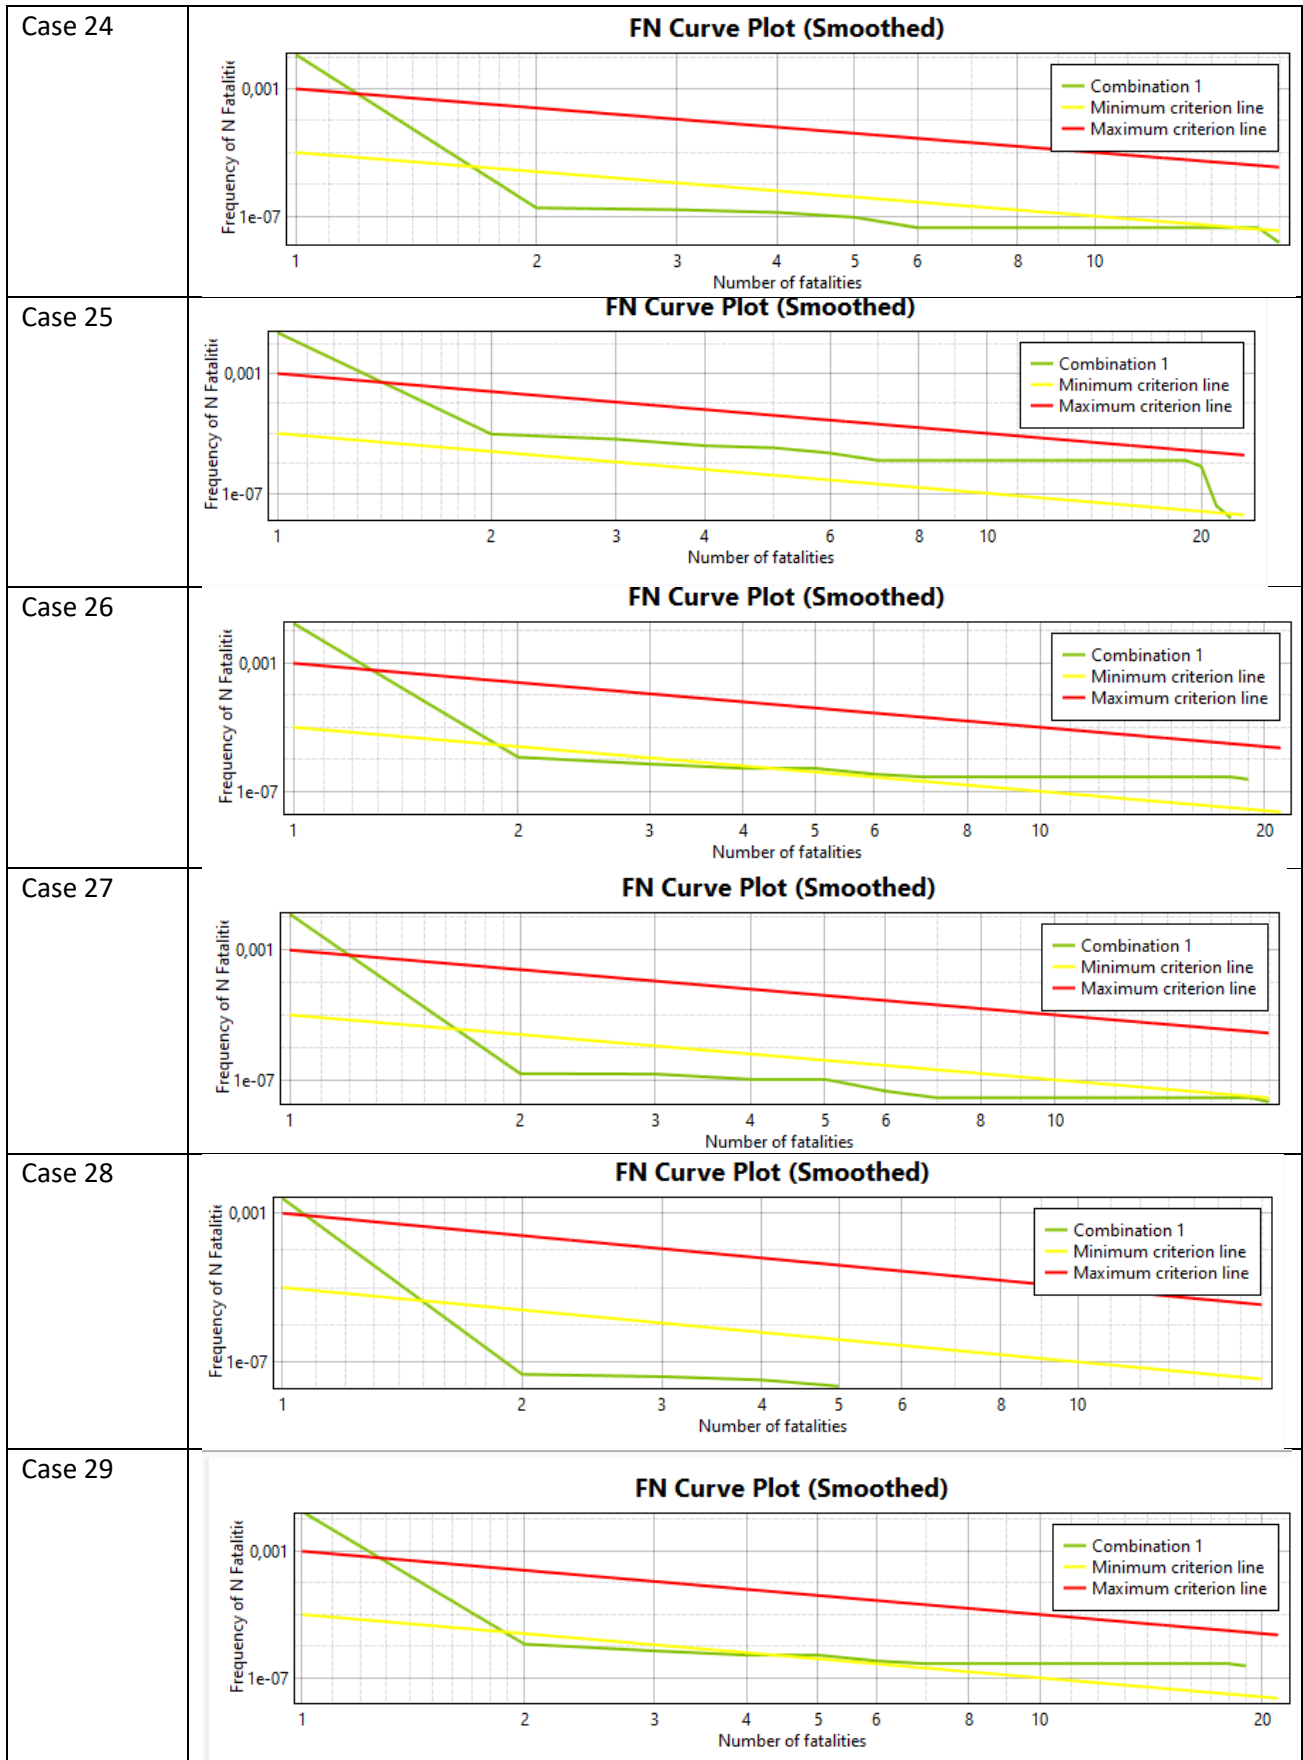 Case 24
FN Curve Plot (Smoothed)
Frequency of N Fatalitie
0,001
1e-07
Combination 1
Minimum criterion line
Maximum criterion line
1 2 3 4 5 6 8 10
Number of fatalities
Case 25
FN Curve Plot (Smoothed)
Frequency of N Fatalitie
0,001
1e-07
Combination 1
Minimum criterion line
Maximum criterion line
1 2 3 4 6 8 10 20
Number of fatalities
Case 26
FN Curve Plot (Smoothed)
Frequency of N Fatalitie
0,001
1e-07
Combination 1
Minimum criterion line
Maximum criterion line
1 2 3 4 5 6 8 10 20
Number of fatalities
Case 27
FN Curve Plot (Smoothed)
Frequency of N Fatalitie
0,001
1e-07
Combination 1
Minimum criterion line
Maximum criterion line
1 2 3 4 5 6 8 10
Number of fatalities
Case 28
FN Curve Plot (Smoothed)
Frequency of N Fatalitie
0,001
1e-07
Combination 1
Minimum criterion line
Maximum criterion line
1 2 3 4 5 6 10
Number of fatalities
Case 29
FN Curve Plot (Smoothed)
Frequency of N Fatalitie
0,001
1e-07
Combination 1
Minimum criterion line
Maximum criterion line
1 2 3 4 5 6 8 10 20
Number of fatalities